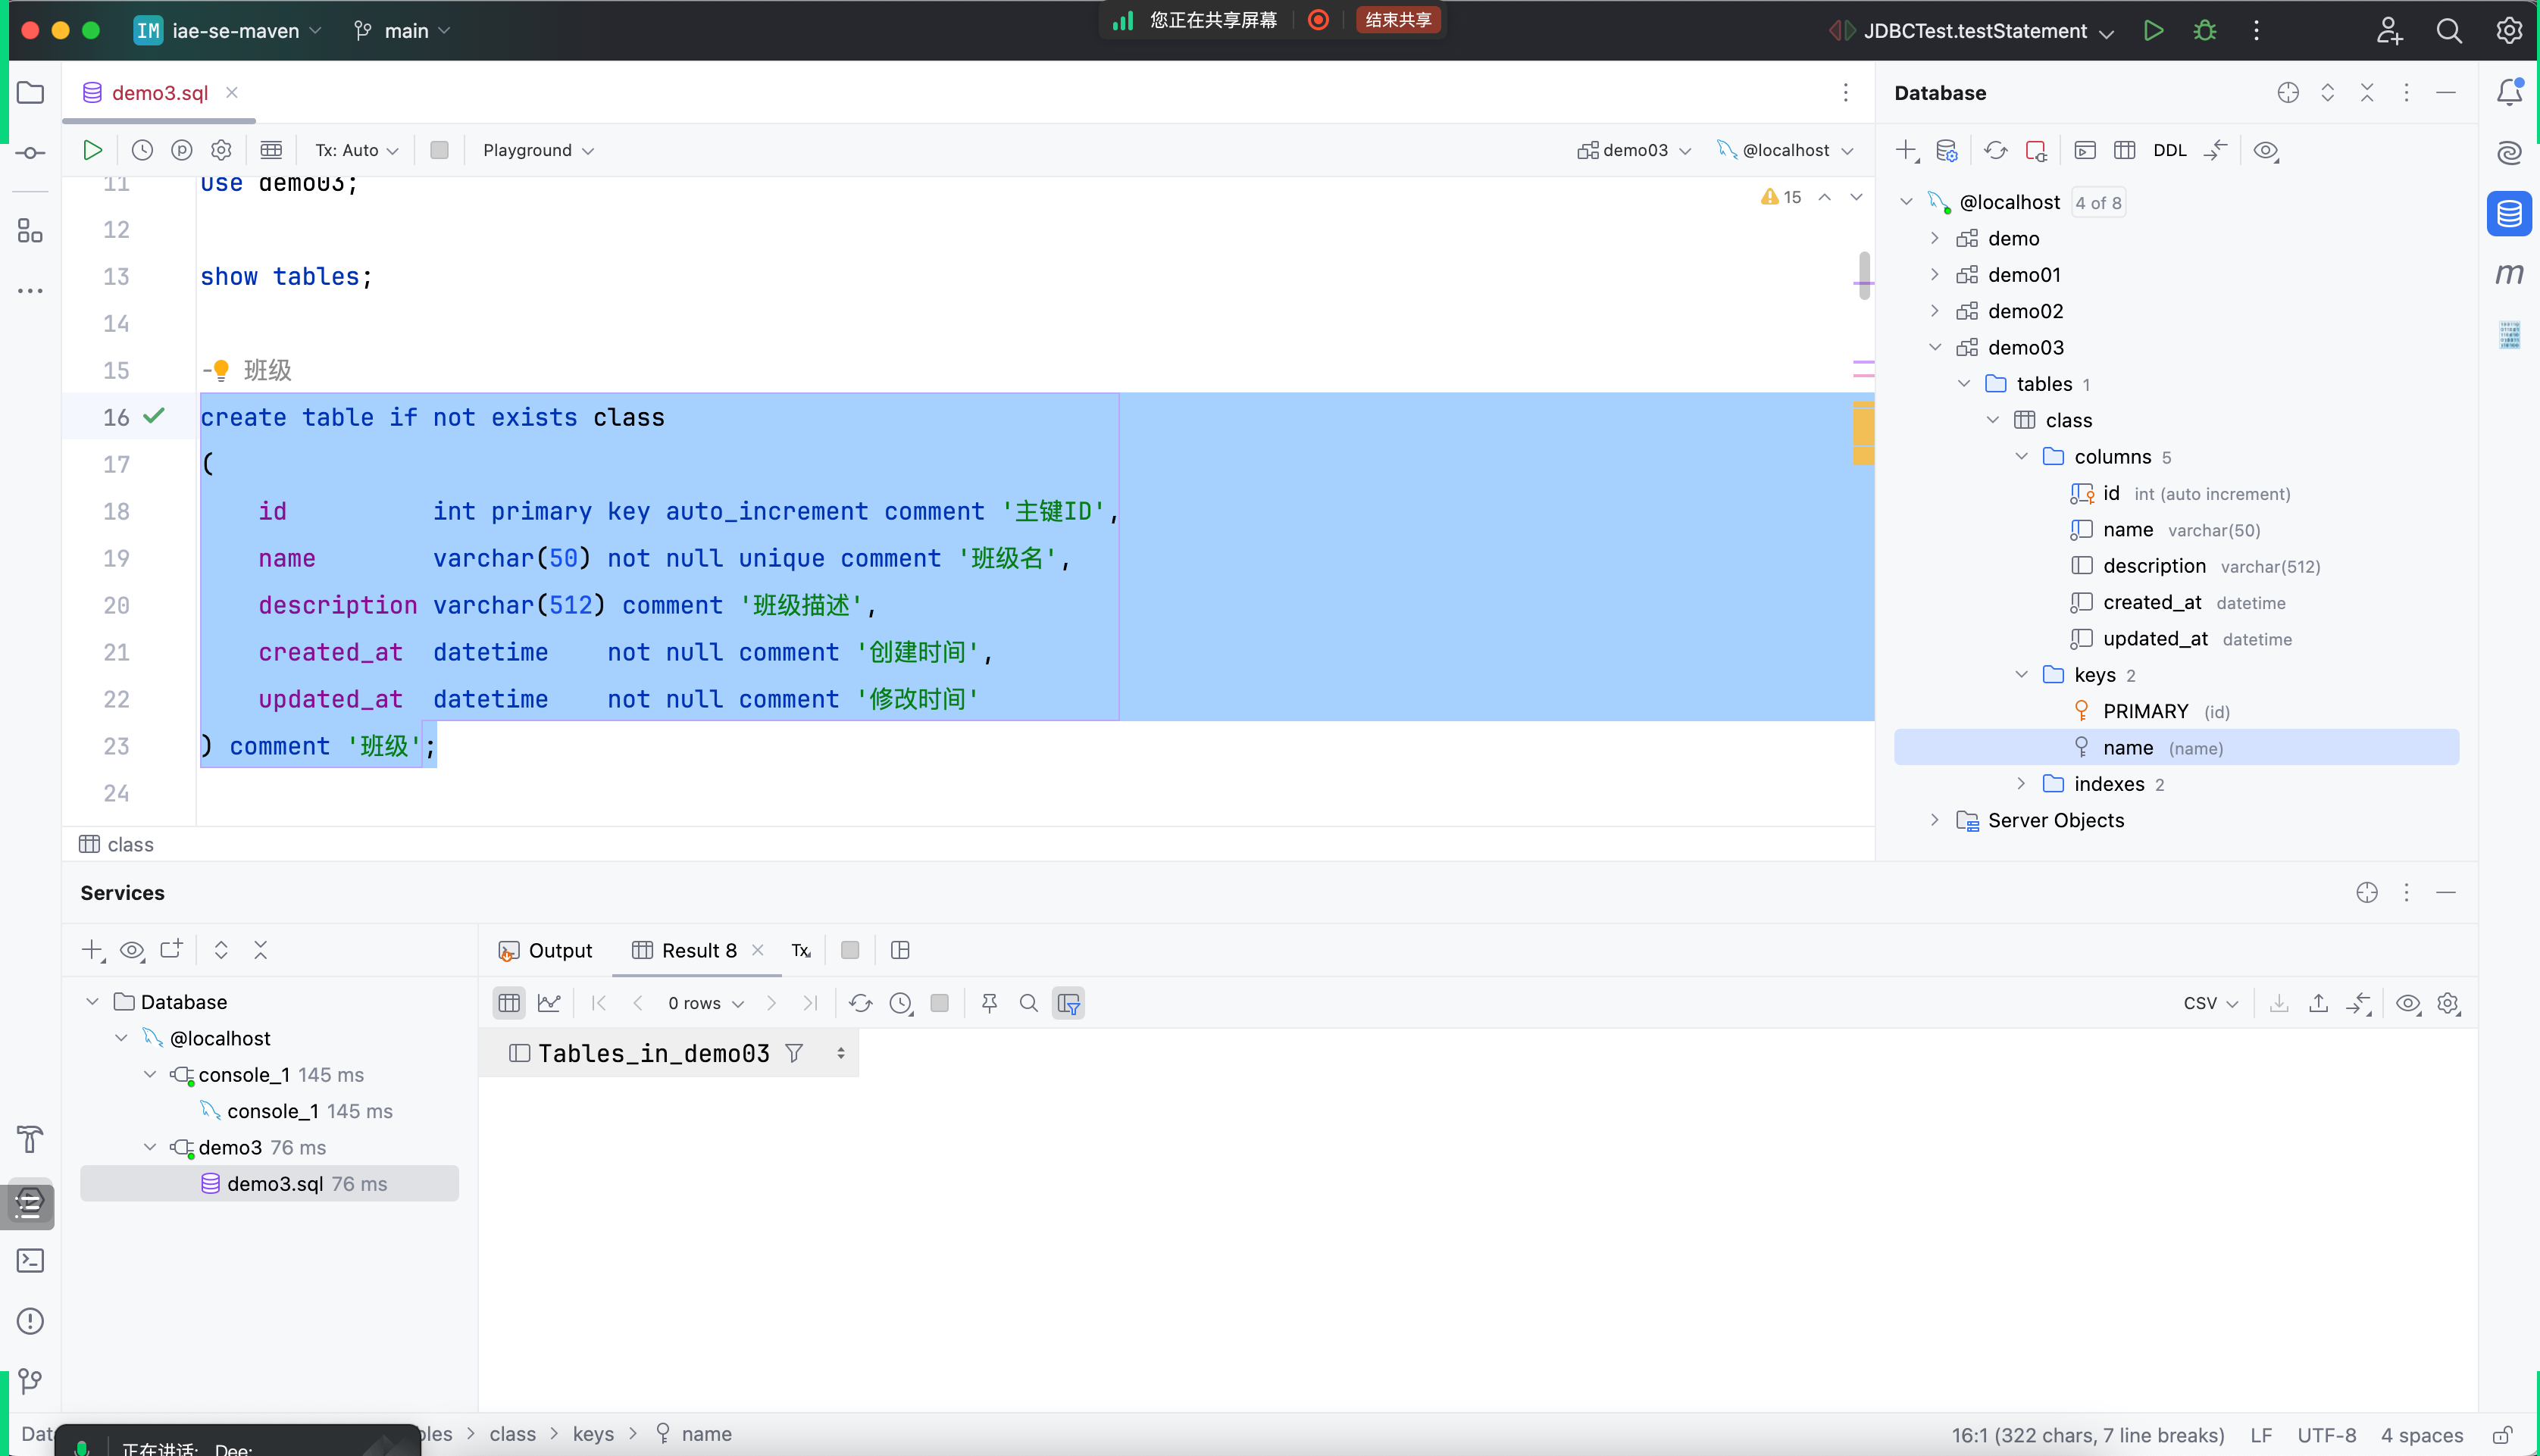 IM iae-se-maven main 您正在共享屏幕 结束共享 JDBCTest.testStatement
demo3.sql
Tx: Auto Playground demo03 @localhost
11 use demo03;
15
12
13 show tables;
14
15 - 班级
16 create table if not exists class
17 (
18 id int primary key auto_increment comment '主键ID',
19 name varchar(50) not null unique comment '班级名',
20 description varchar(512) comment '班级描述',
21 created_at datetime not null comment '创建时间',
22 updated_at datetime not null comment '修改时间'
23 ) comment '班级';
24
class
Database
DDL
@localhost 4 of 8
demo
demo01
demo02
demo03
tables 1
class
columns 5
id int (auto increment)
name varchar(50)
description varchar(512)
created_at datetime
updated_at datetime
keys 2
PRIMARY (id)
name (name)
indexes 2
Server Objects
m
Services
Database
@localhost
console_1 145 ms
console_1 145 ms
demo3 76 ms
demo3.sql 76 ms
Output Result 8 Tx
0 rows CSV
Tables_in_demo03
class keys name
正在讲话: Dee:
16:1 (322 chars, 7 line breaks) LF UTF-8 4 spaces